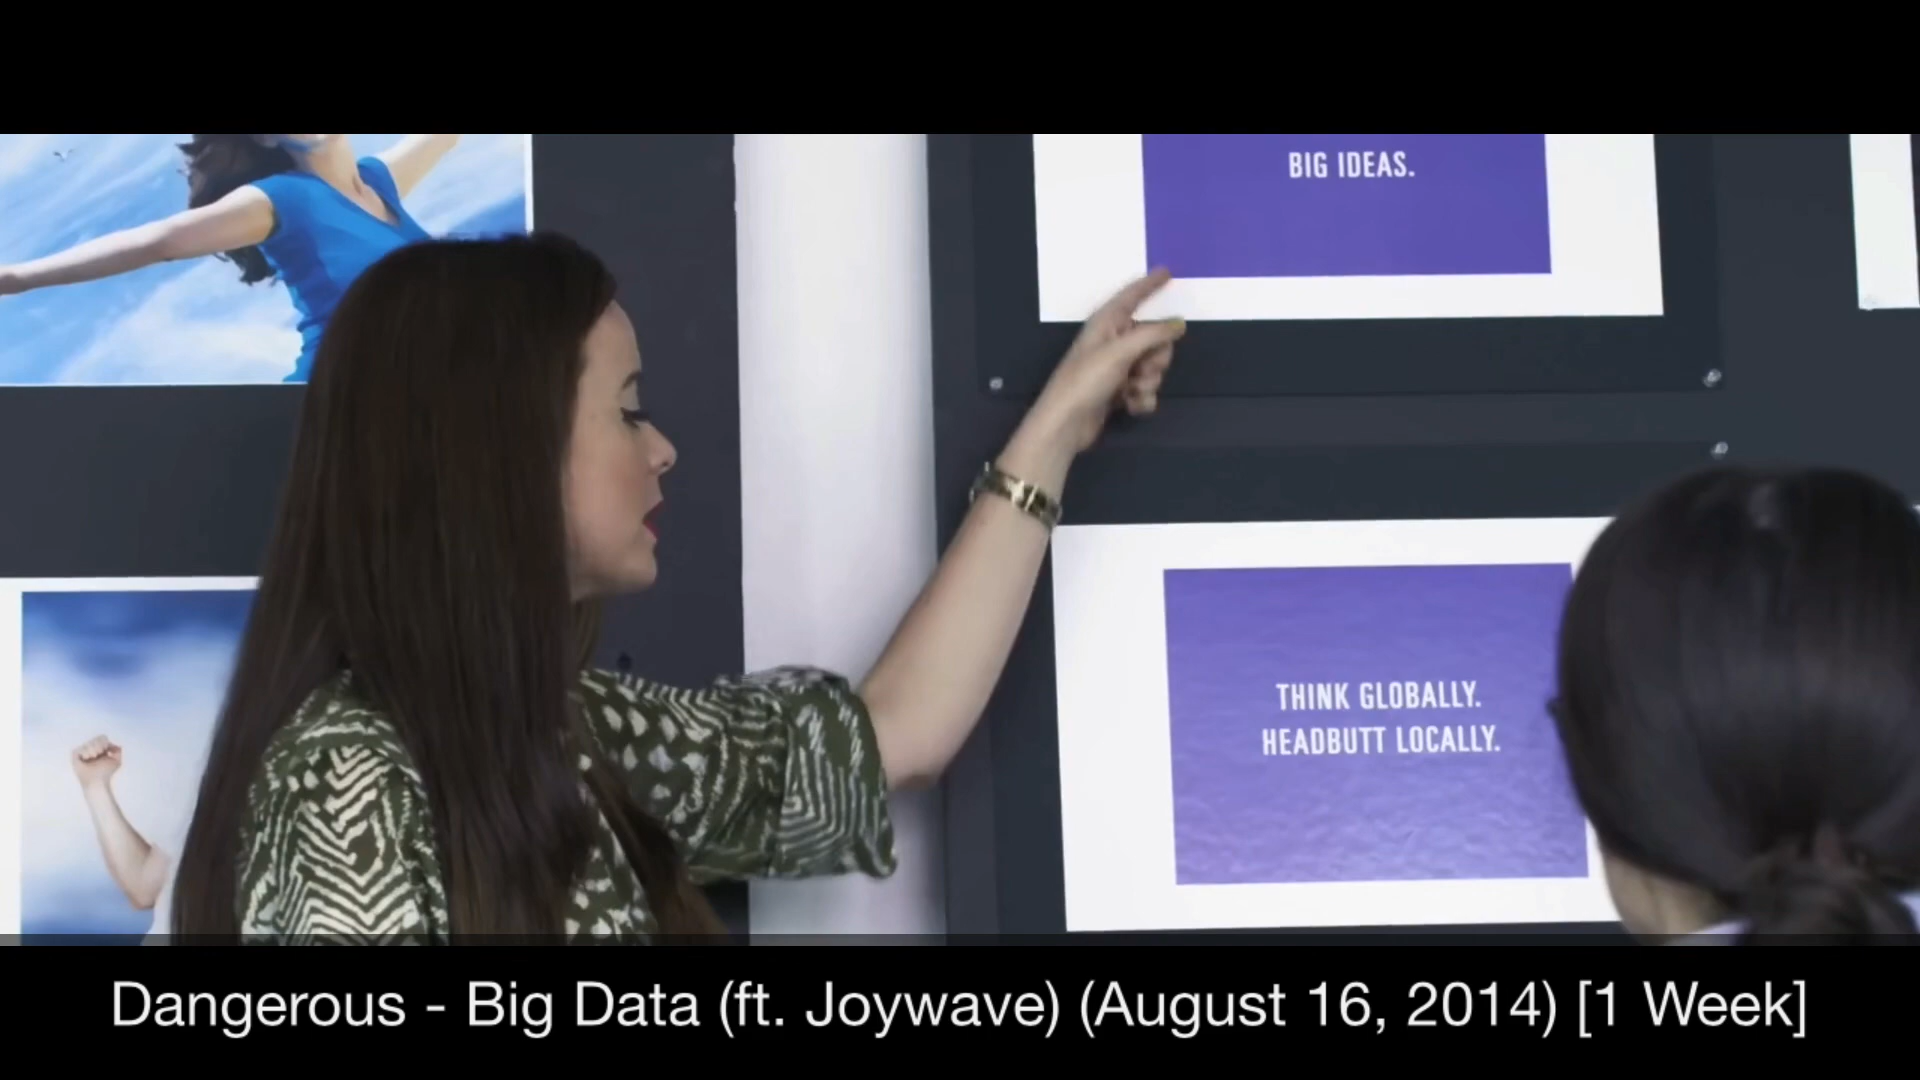 BIG IDEAS.
THINK GLOBALLY.
HEADBUTT LOCALLY.
Dangerous - Big Data (ft. Joywave) (August 16, 2014) [1 Week]